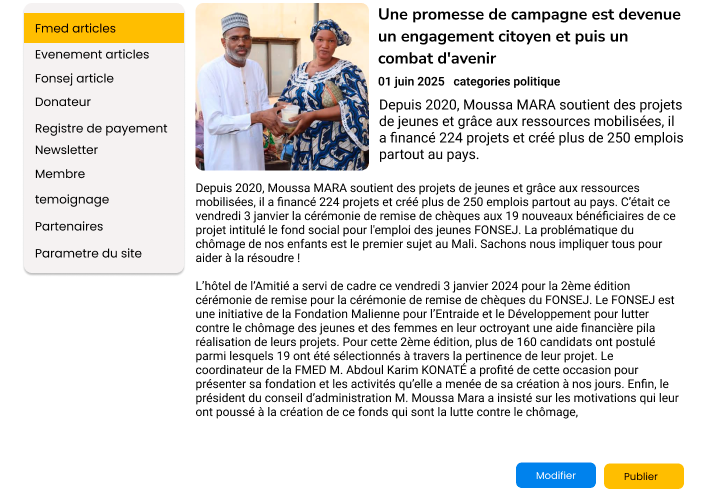 Fmed articles
Evenement articles
Fonsej article
Donateur
Registre de payement
Newsletter
Membre
temoignage
Partenaires
Parametre du site
Une promesse de campagne est devenue
un engagement citoyen et puis un
combat d'avenir
01 juin 2025 categories politique
Depuis 2020, Moussa MARA soutient des projets
de jeunes et grâce aux ressources mobilisées, il
a financé 224 projets et créé plus de 250 emplois
partout au pays.
Depuis 2020, Moussa MARA soutient des projets de jeunes et grâce aux ressources
mobilisées, il a financé 224 projets et créé plus de 250 emplois partout au pays. C’était ce
vendredi 3 janvier la cérémonie de remise de chèques aux 19 nouveaux bénéficiaires de ce
projet intitulé le fond social pour l'emploi des jeunes FONSEJ. La problématique du
chômage de nos enfants est le premier sujet au Mali. Sachons nous impliquer tous pour
aider à la résoudre !
L’hôtel de l’Amitié a servi de cadre ce vendredi 3 janvier 2024 pour la 2ème édition
cérémonie de remise pour la cérémonie de remise de chèques du FONSEJ. Le FONSEJ est
une initiative de la Fondation Malienne pour l’Entraide et le Développement pour lutter
contre le chômage des jeunes et des femmes en leur octroyant une aide financière pila
réalisation de leurs projets. Pour cette 2ème édition, plus de 160 candidats ont postulé
parmi lesquels 19 ont été sélectionnés à travers la pertinence de leur projet. Le
coordinateur de la FMED M. Abdoul Karim KONATÉ a profité de cette occasion pour
présenter sa fondation et les activités qu’elle a menée de sa création à nos jours. Enfin, le
président du conseil d’administration M. Moussa Mara a insisté sur les motivations qui leur
ont poussé à la création de ce fonds qui sont la lutte contre le chômage,
Modifier
Publier